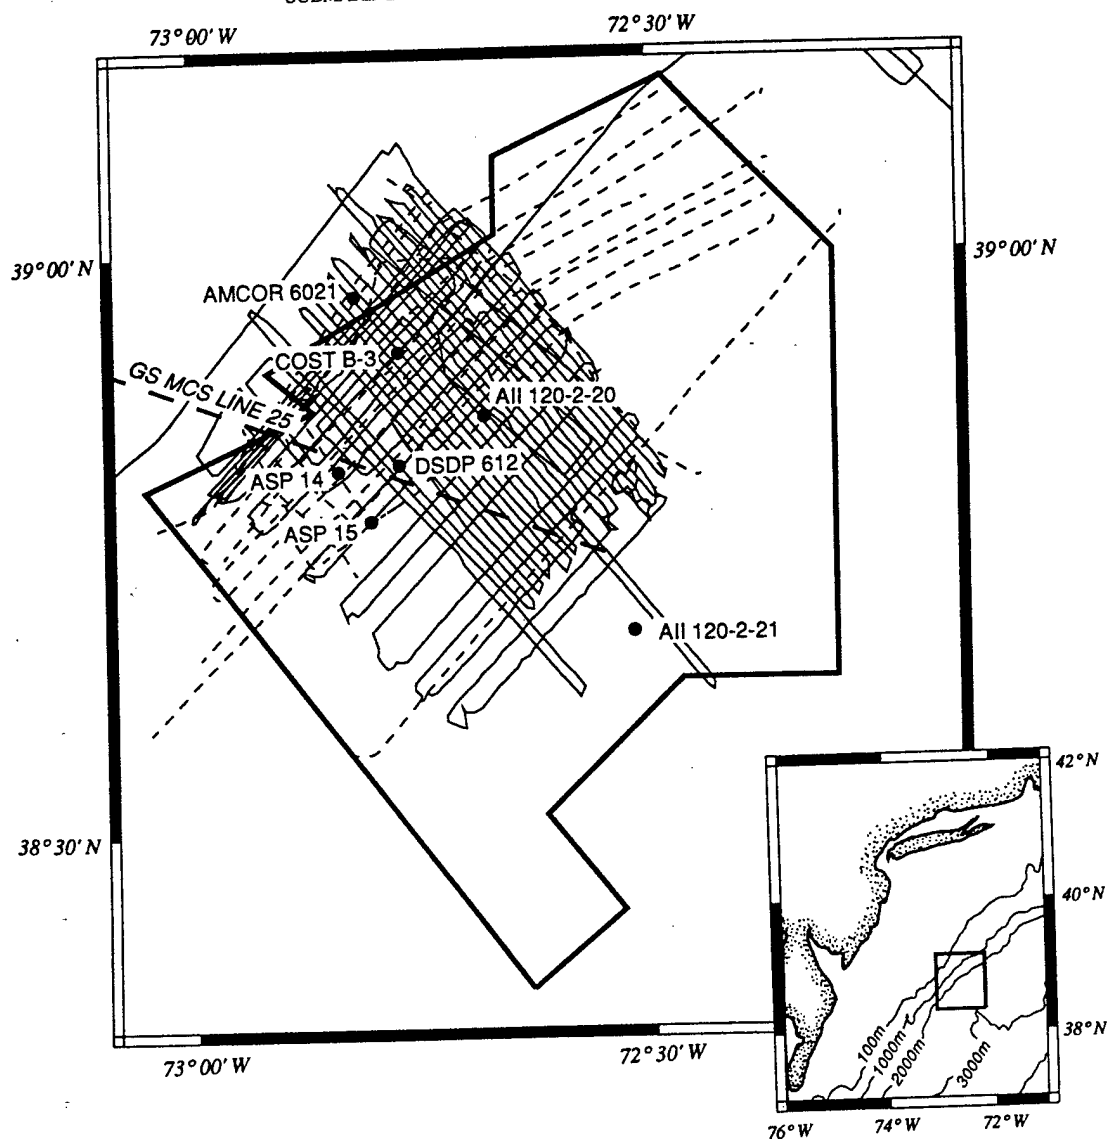 73°00' W
72°30' W
39°00' N
39°00' N
AMCOR 6021
COST B-3
GS MCS LINE 25
AII 120-2-20
DSDP 612
ASP 14
ASP 15
AII 120-2-21
38°30' N
73°00' W
72°30' W
42°N
40°N
38°N
100m
1000m
2000m
3000m
76°W
74°W
72°W